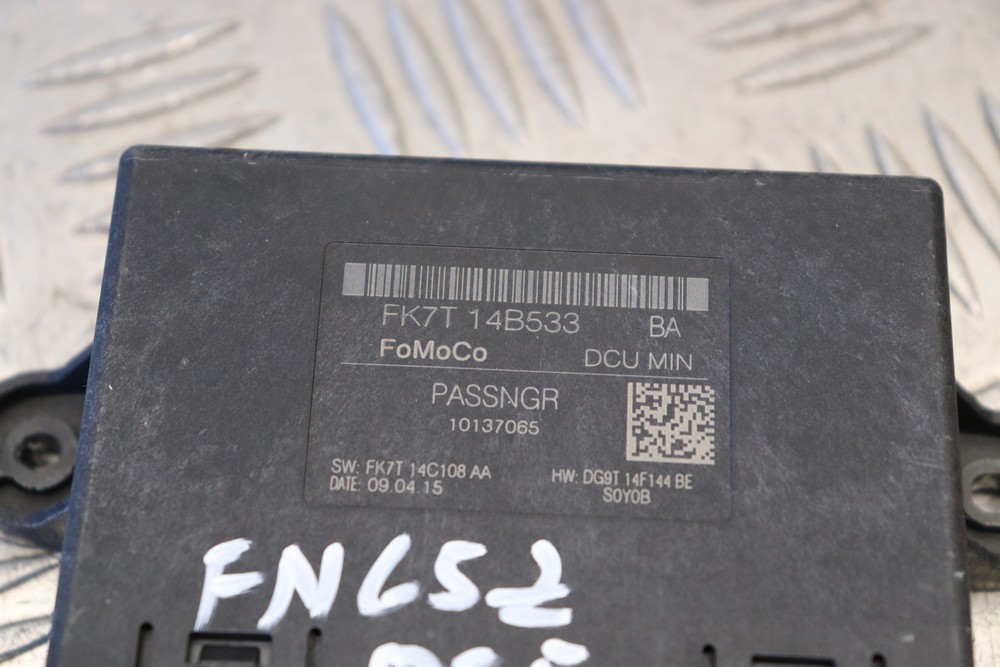 FK7T 14B533 BA
FoMoCo DCU MIN
PASSNGR
10137065
SW: FK7T 14C108 AA HW: DG9T 14F144 BE
DATE: 09.04.15 S0Y0B
FN652